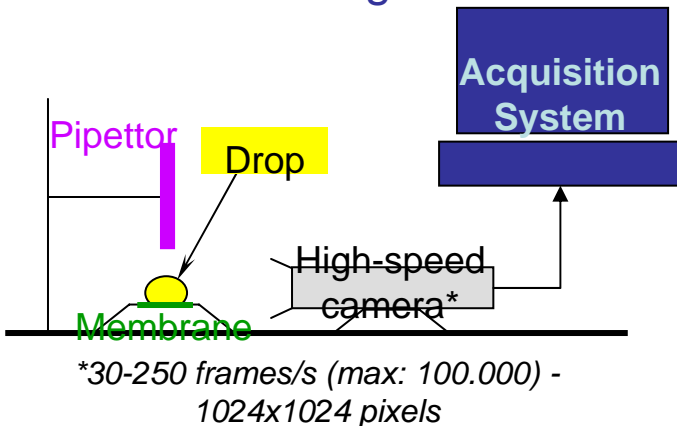 Acquisition
System
Pipettor
Drop
High-speed
camera*
Membrane
*30-250 frames/s (max: 100.000) -
1024x1024 pixels